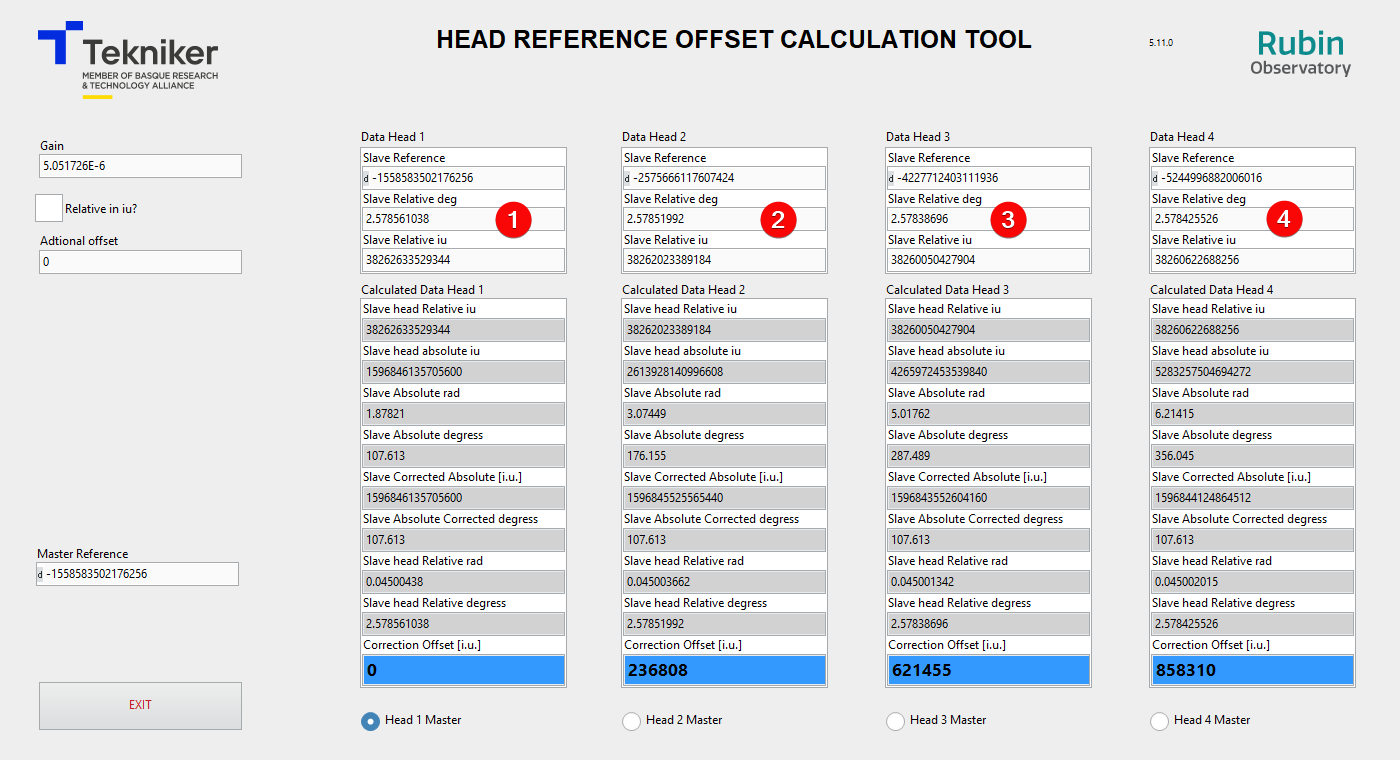 Tekniker
MEMBER OF BASQUE RESEARCH
& TECHNOLOGY ALLIANCE
HEAD REFERENCE OFFSET CALCULATION TOOL
5.11.0
Rubin
Observatory
Gain
5.051726E-6
Relative in iu?
Adtional offset
0
Master Reference
d -1558583502176256
EXIT
Data Head 1
Slave Reference
d -1558583502176256
Slave Relative deg
2.578561038
1
Slave Relative iu
38262633529344
Calculated Data Head 1
Slave head Relative iu
38262633529344
Slave head absolute iu
1596846135705600
Slave Absolute rad
1.87821
Slave Absolute degress
107.613
Slave Corrected Absolute [i.u.]
1596846135705600
Slave Absolute Corrected degress
107.613
Slave head Relative rad
0.04500438
Slave head Relative degress
2.578561038
Correction Offset [i.u.]
0
Head 1 Master
Data Head 2
Slave Reference
d -2575666117607424
Slave Relative deg
2.57851992
2
Slave Relative iu
38262023389184
Calculated Data Head 2
Slave head Relative iu
38262023389184
Slave head absolute iu
2613928140996608
Slave Absolute rad
3.07449
Slave Absolute degress
176.155
Slave Corrected Absolute [i.u.]
1596845525565440
Slave Absolute Corrected degress
107.613
Slave head Relative rad
0.045003662
Slave head Relative degress
2.57851992
Correction Offset [i.u.]
236808
Head 2 Master
Data Head 3
Slave Reference
d -4227712403111936
Slave Relative deg
2.57838696
3
Slave Relative iu
38260050427904
Calculated Data Head 3
Slave head Relative iu
38260050427904
Slave head absolute iu
4265972453539840
Slave Absolute rad
5.01762
Slave Absolute degress
287.489
Slave Corrected Absolute [i.u.]
1596843552604160
Slave Absolute Corrected degress
107.613
Slave head Relative rad
0.045001342
Slave head Relative degress
2.57838696
Correction Offset [i.u.]
621455
Head 3 Master
Data Head 4
Slave Reference
d -5244996882006016
Slave Relative deg
2.578425526
4
Slave Relative iu
38260622688256
Calculated Data Head 4
Slave head Relative iu
38260622688256
Slave head absolute iu
5283257504694272
Slave Absolute rad
6.21415
Slave Absolute degress
356.045
Slave Corrected Absolute [i.u.]
1596844124864512
Slave Absolute Corrected degress
107.613
Slave head Relative rad
0.045002015
Slave head Relative degress
2.578425526
Correction Offset [i.u.]
858310
Head 4 Master